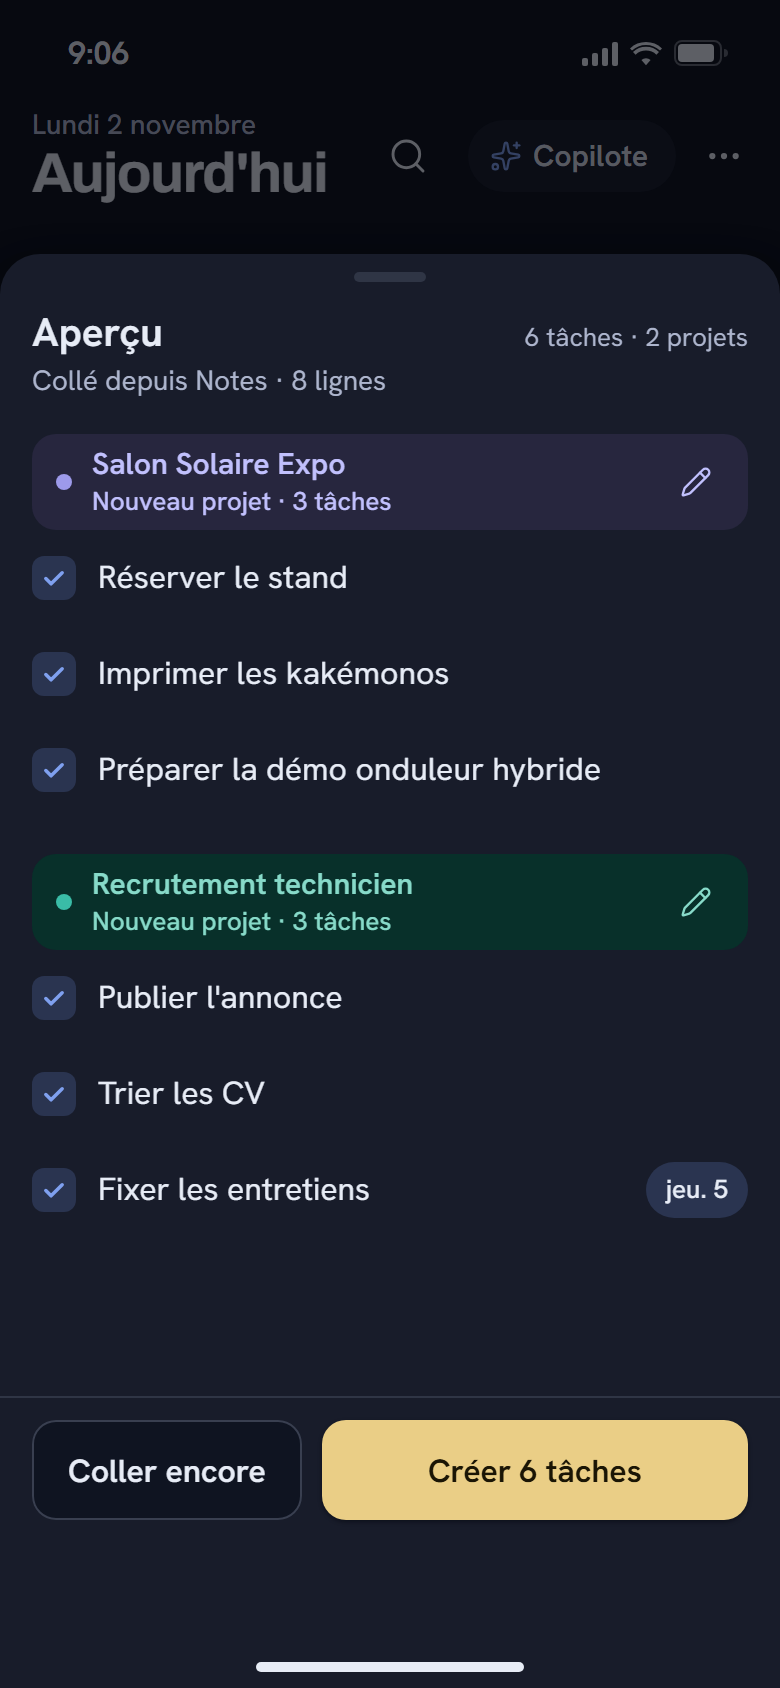 9:06
Lundi 2 novembre
Aujourd'hui
Copilote
Aperçu
6 tâches · 2 projets
Collé depuis Notes · 8 lignes
Salon Solaire Expo
Nouveau projet · 3 tâches
Réserver le stand
Imprimer les kakémonos
Préparer la démo onduleur hybride
Recrutement technicien
Nouveau projet · 3 tâches
Publier l'annonce
Trier les CV
Fixer les entretiens
jeu. 5
Coller encore
Créer 6 tâches